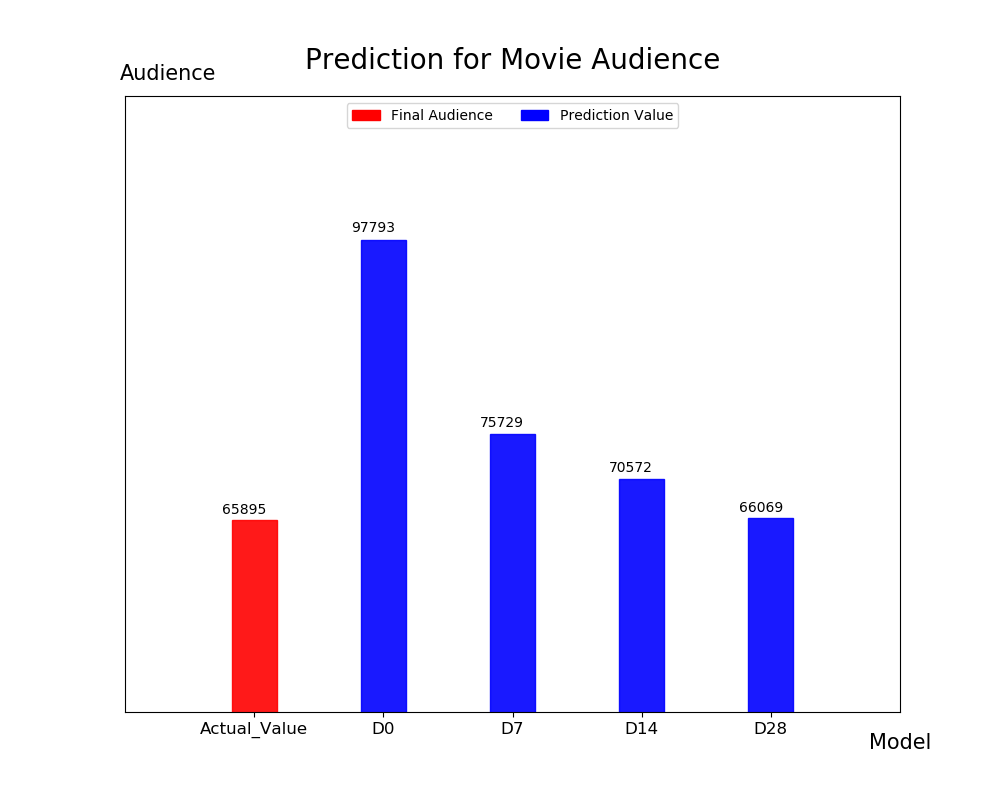 Prediction for Movie Audience
Audience
Final Audience Prediction Value
97793
75729
70572
65895
66069
Actual_Value D0 D7 D14 D28
Model